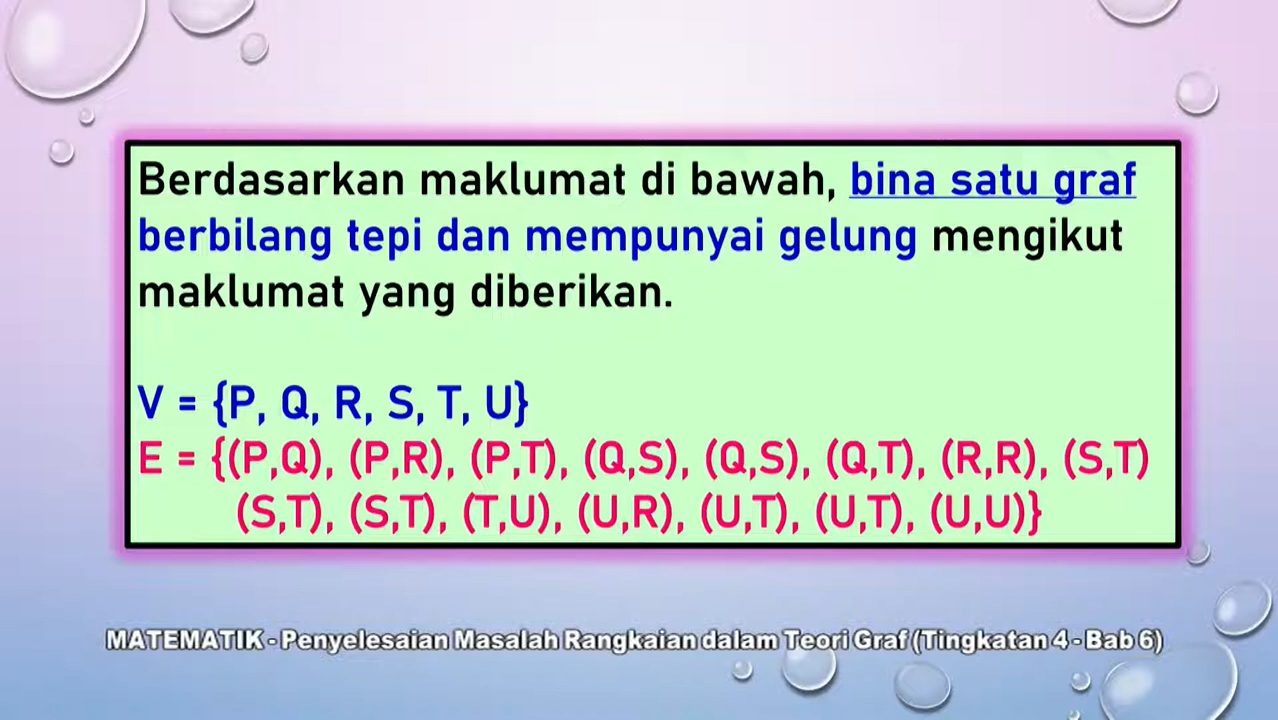 Berdasarkan maklumat di bawah, bina satu graf
berbilang tepi dan mempunyai gelung mengikut
maklumat yang diberikan.
V = {P, Q, R, S, T, U}
E = {(P,Q), (P,R), (P,T), (Q,S), (Q,S), (Q,T), (R,R), (S,T)
(S,T), (S,T), (T,U), (U,R), (U,T), (U,T), (U,U)}
MATEMATIK - Penyelesaian Masalah Rangkaian dalam Teori Graf (Tingkatan 4 - Bab 6)